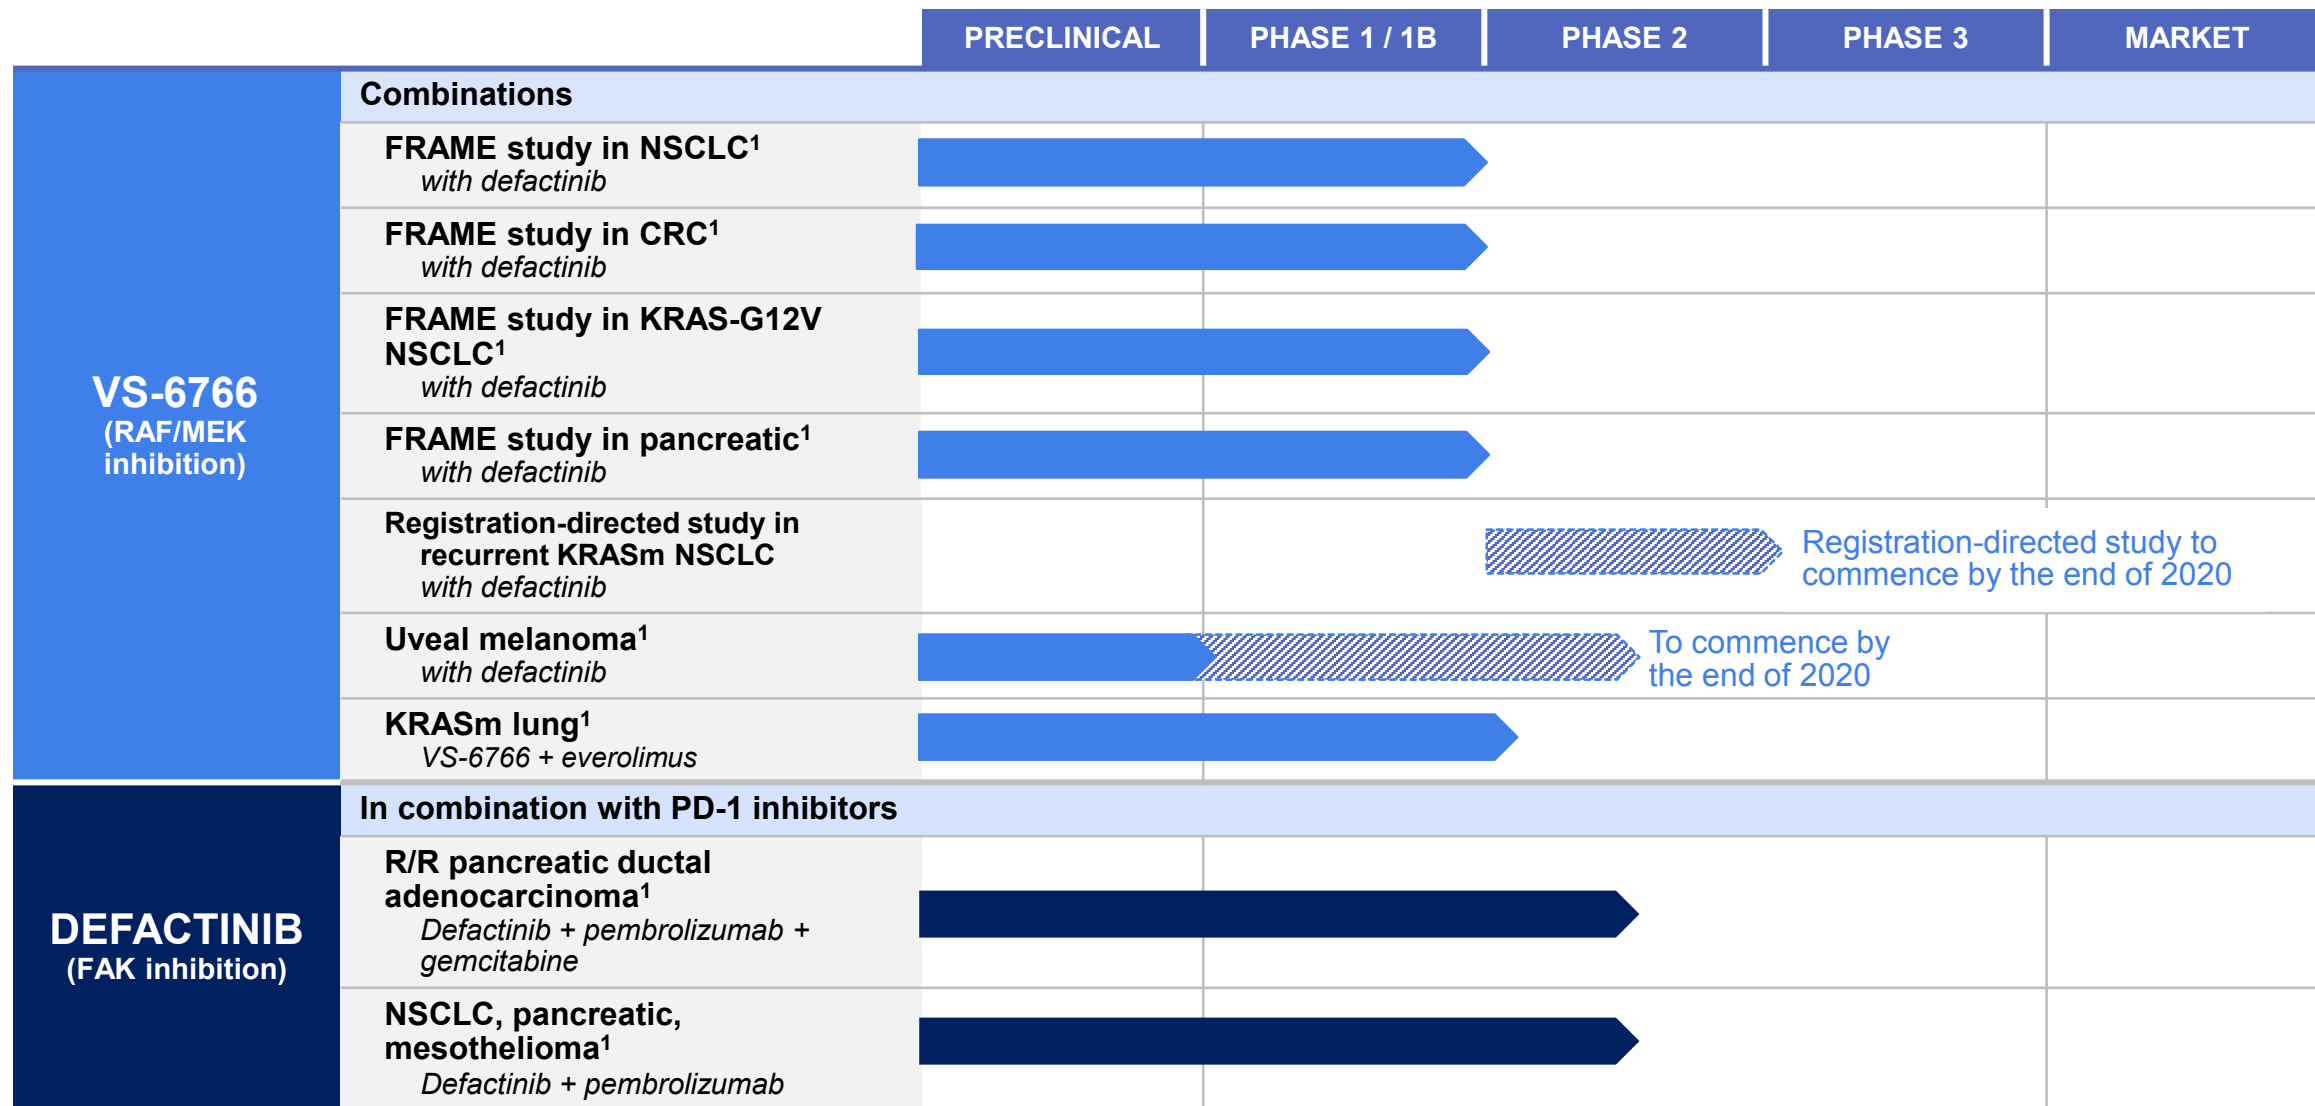 PRECLINICAL PHASE 1 / 1B PHASE 2 PHASE 3 MARKET
VS-6766
(RAF/MEK
inhibition)
Combinations
FRAME study in NSCLC¹
with defactinib
FRAME study in CRC¹
with defactinib
FRAME study in KRAS-G12V
NSCLC¹
with defactinib
FRAME study in pancreatic¹
with defactinib
Registration-directed study in
recurrent KRASm NSCLC
with defactinib
Registration-directed study to
commence by the end of 2020
Uveal melanoma¹
with defactinib
To commence by
the end of 2020
KRASm lung¹
VS-6766 + everolimus
DEFACTINIB
(FAK inhibition)
In combination with PD-1 inhibitors
R/R pancreatic ductal
adenocarcinoma¹
Defactinib + pembrolizumab +
gemcitabine
NSCLC, pancreatic,
mesothelioma¹
Defactinib + pembrolizumab